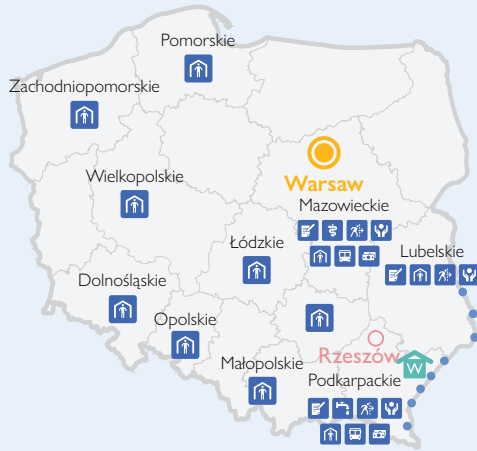 Pomorskie
Zachodniopomorskie
Wielkopolskie
Warsaw
Mazowieckie
Łódzkie
Lubelskie
Dolnośląskie
Opolskie
Rzeszów
W
Małopolskie
Podkarpackie